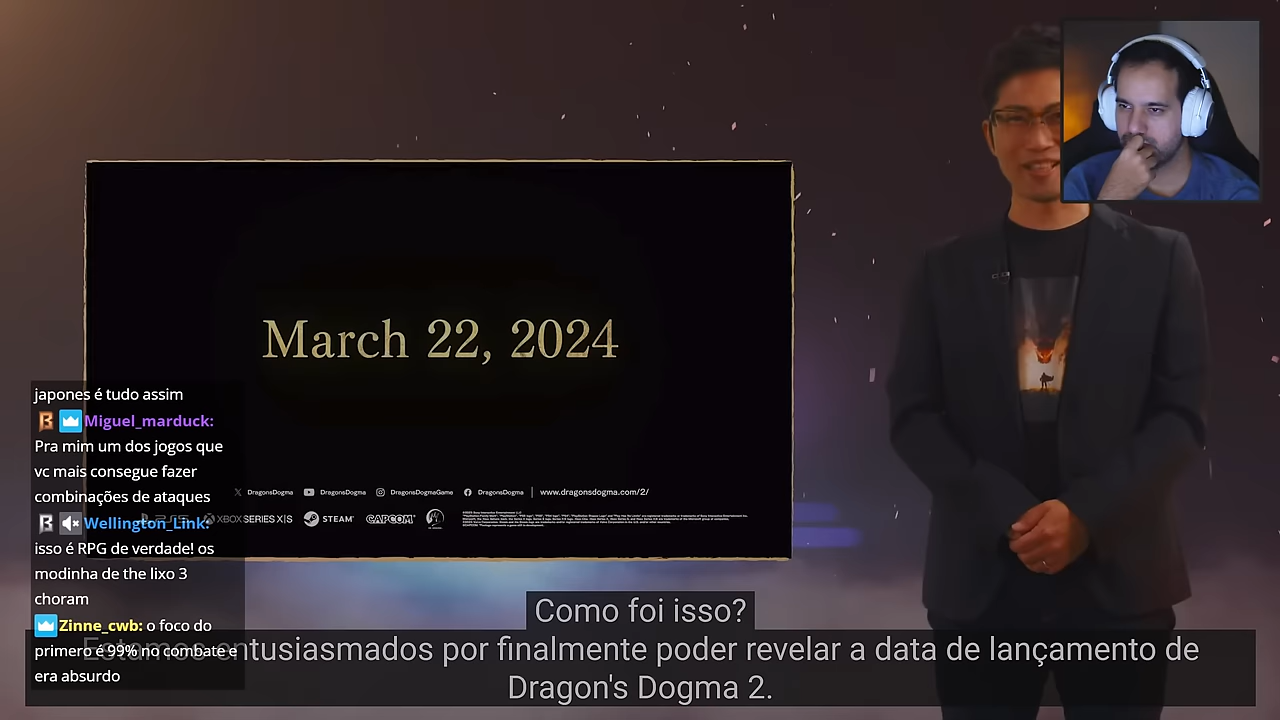 March 22, 2024
DragonsDogma DragonsDogma DragonsDogmaGame DragonsDogma www.dragonsdogma.com/2/
XBOX SERIES X|S STEAM CAPCOM
japones é tudo assim
Miguel_marduck:
Pra mim um dos jogos que
vc mais consegue fazer
combinações de ataques
Wellington_Link:
isso é RPG de verdade! os
modinha de the lixo 3
choram
Zinne_cwb: o foco do
primero é 99% no combate e
era absurdo
Como foi isso?
Estamos entusiasmados por finalmente poder revelar a data de lançamento de
Dragon's Dogma 2.